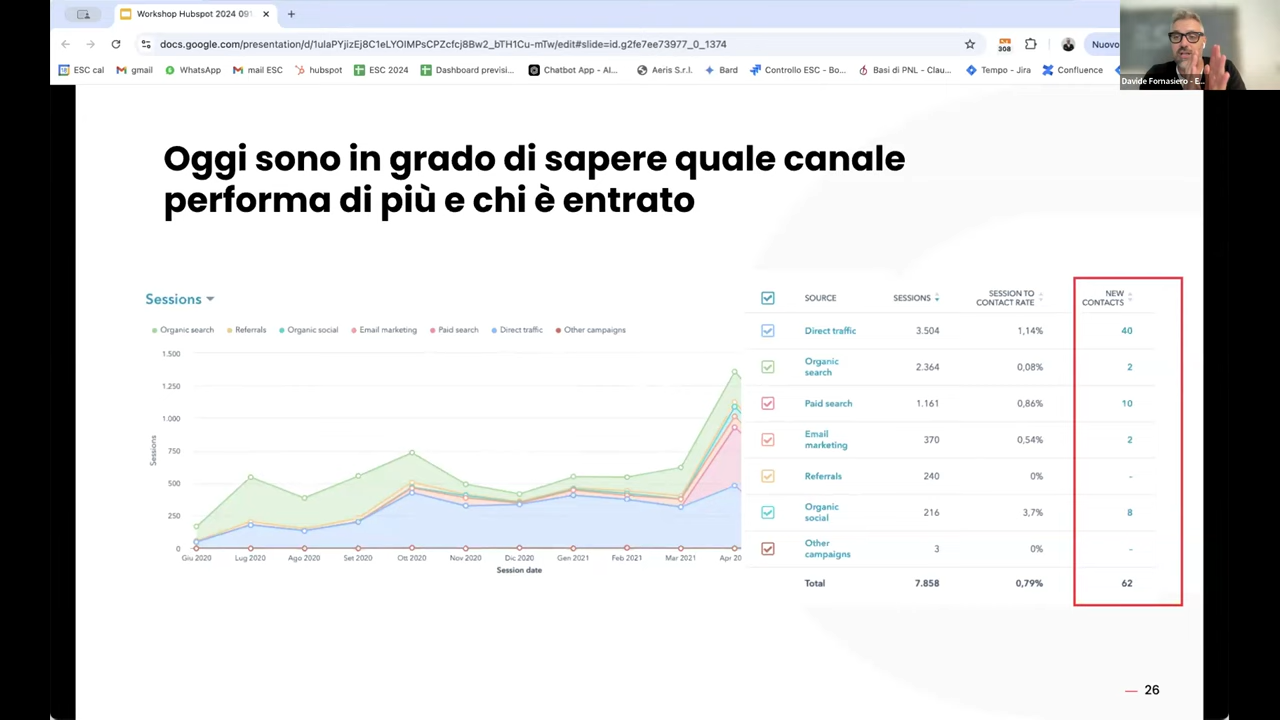 Workshop Hubspot 2024 091
docs.google.com/presentation/d/1ulaPYjizEj8C1eLYOlMPsCPZcfcj8Bw2_bTH1Cu-mTw/edit#slide=id.g2fe7ee73977_0_1374
308
Nuovo
ESC cal
gmail
WhatsApp
mail ESC
hubspot
ESC 2024
Dashboard previsi...
Chatbot App - AI...
Aeris S.r.l.
Bard
Controllo ESC - Bo...
Basi di PNL - Clau...
Tempo - Jira
Confluence
Davide Fornasiero - E...
Oggi sono in grado di sapere quale canale
performa di più e chi è entrato
Sessions
Organic search Referrals Organic social Email marketing Paid search Direct traffic Other campaigns
1.500
1.250
1.000
750
500
250
0
Sessions
Giu 2020 Lug 2020 Ago 2020 Set 2020 Ott 2020 Nov 2020 Dic 2020 Gen 2021 Feb 2021 Mar 2021 Apr 20
Session date
SOURCE SESSIONS SESSION TO CONTACT RATE NEW CONTACTS
Direct traffic 3.504 1,14% 40
Organic search 2.364 0,08% 2
Paid search 1.161 0,86% 10
Email marketing 370 0,54% 2
Referrals 240 0% -
Organic social 216 3,7% 8
Other campaigns 3 0% -
Total 7.858 0,79% 62
26